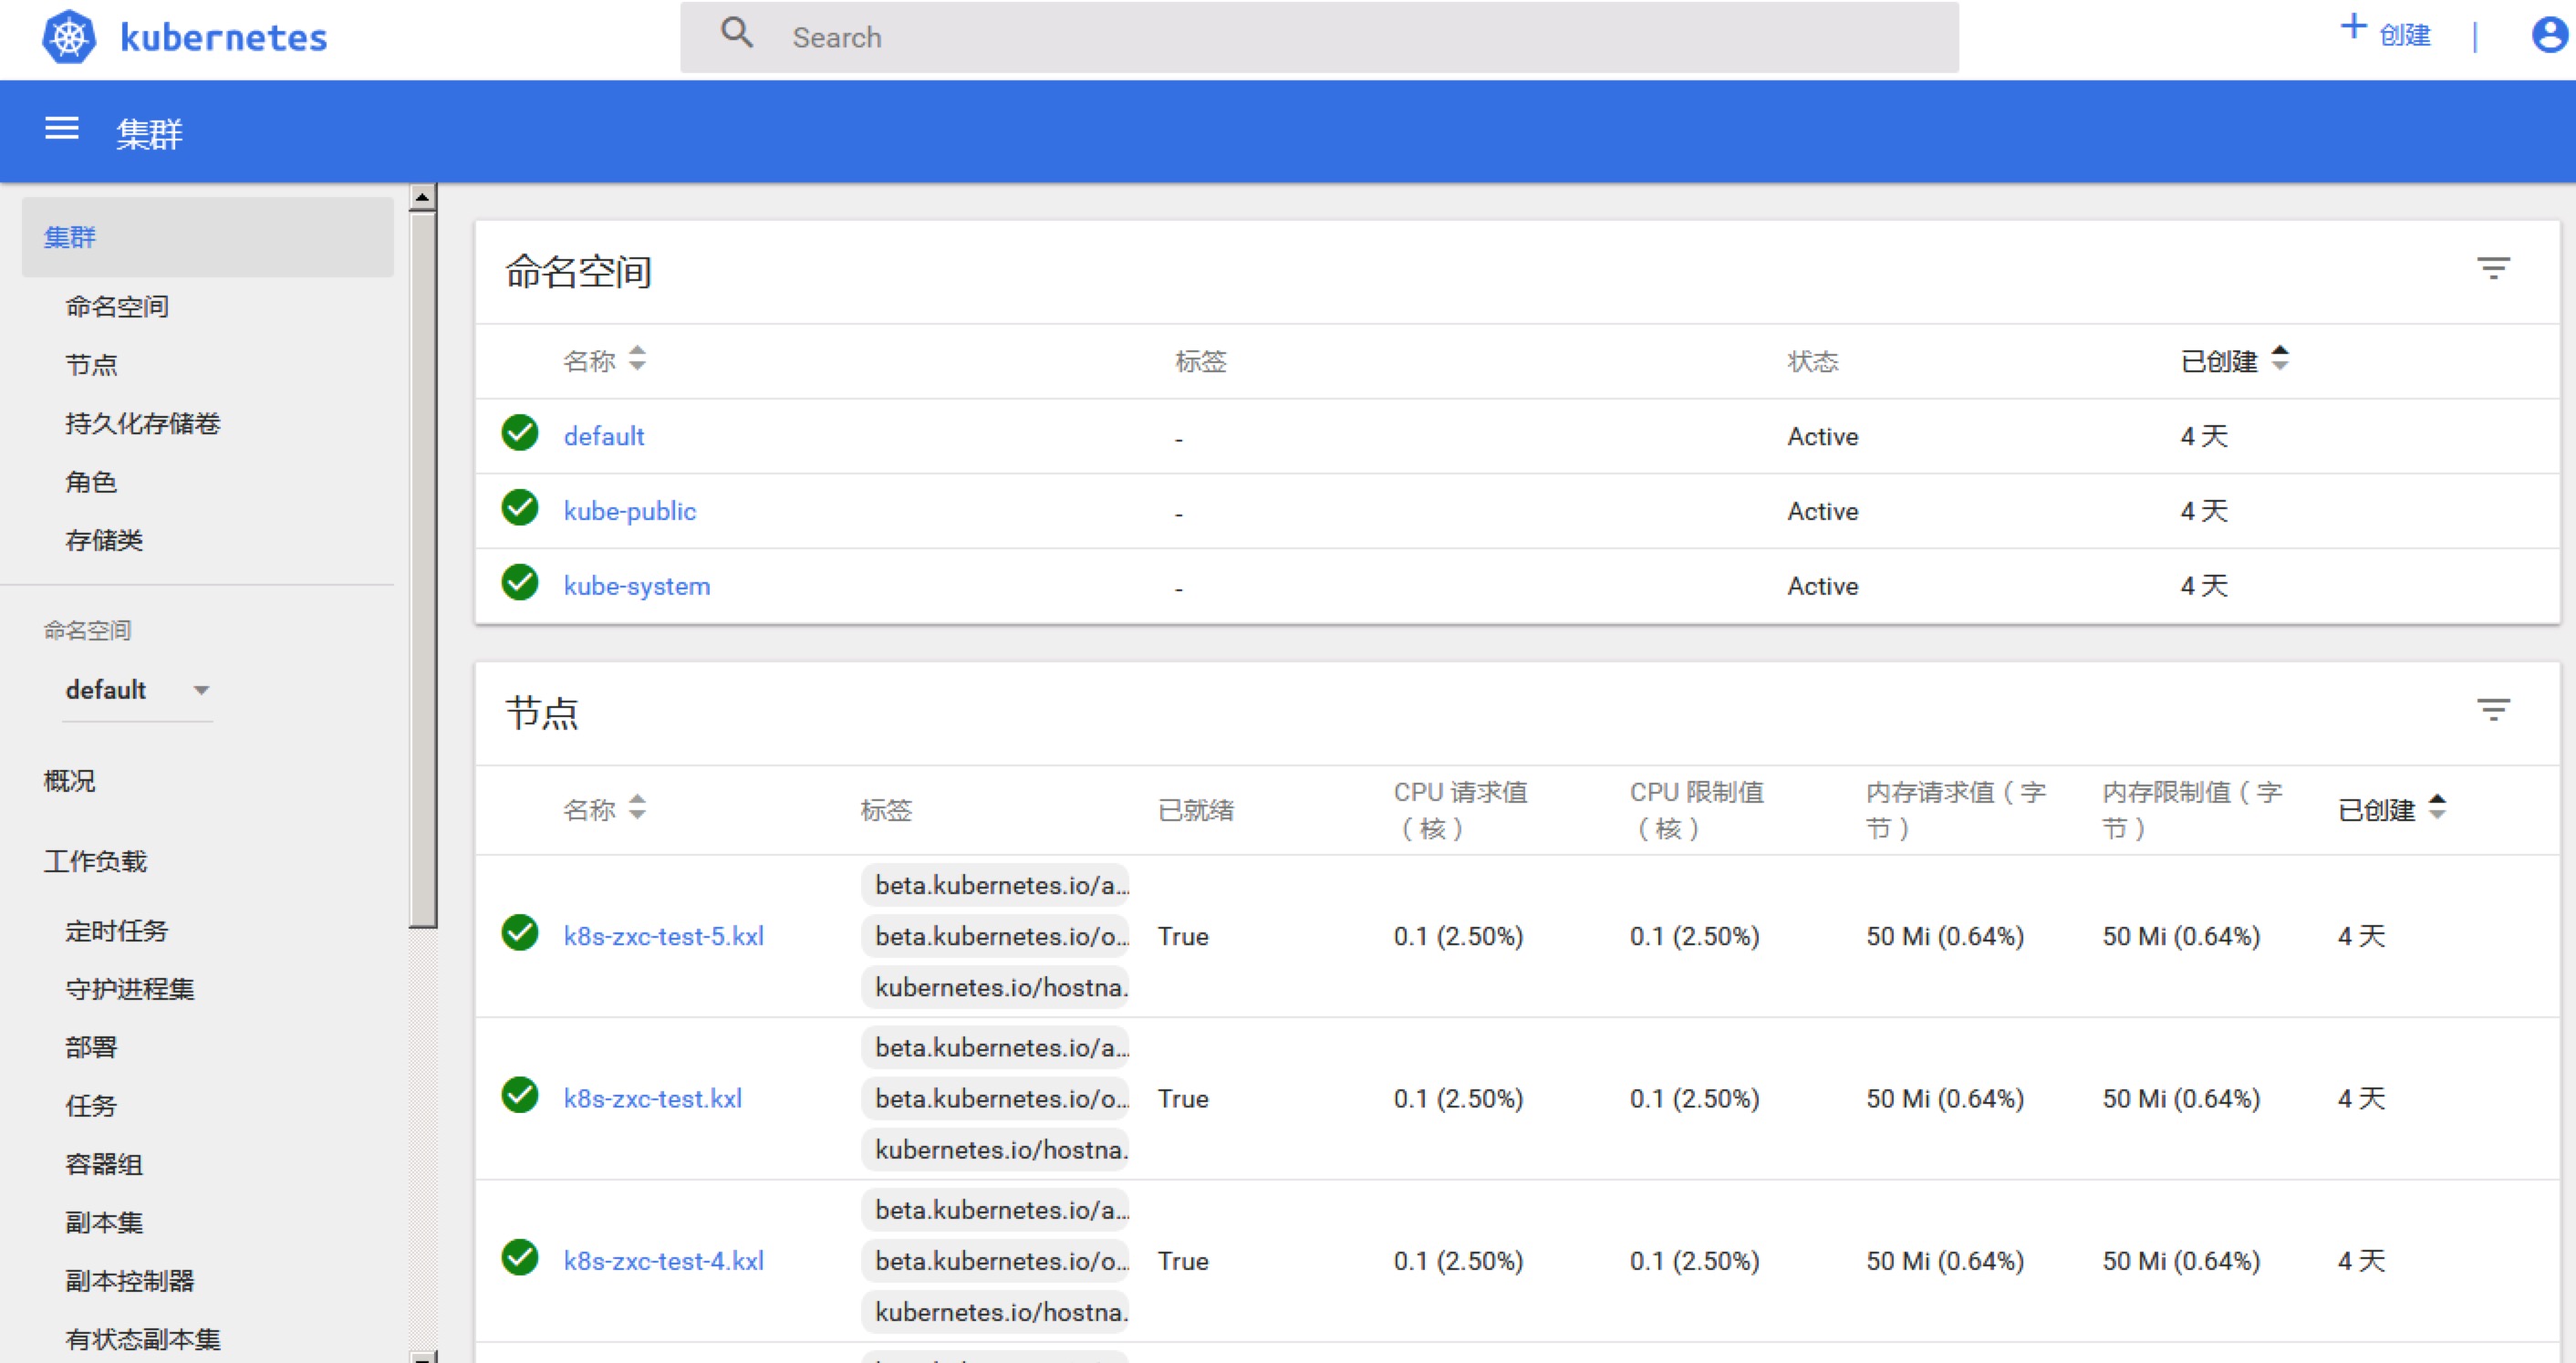 kubernetes
Search
+ 创建 |
集群
集群
命名空间
节点
持久化存储卷
角色
存储类
命名空间
default
概况
工作负载
定时任务
守护进程集
部署
任务
容器组
副本集
副本控制器
有状态副本集
命名空间
名称 标签 状态 已创建
default - Active 4 天
kube-public - Active 4 天
kube-system - Active 4 天
节点
名称 标签 已就绪 CPU 请求值（核） CPU 限制值（核） 内存请求值（字节） 内存限制值（字节） 已创建
beta.kubernetes.io/a...
k8s-zxc-test-5.kxl beta.kubernetes.io/o... True 0.1 (2.50%) 0.1 (2.50%) 50 Mi (0.64%) 50 Mi (0.64%) 4 天
kubernetes.io/hostna.
beta.kubernetes.io/a...
k8s-zxc-test.kxl beta.kubernetes.io/o... True 0.1 (2.50%) 0.1 (2.50%) 50 Mi (0.64%) 50 Mi (0.64%) 4 天
kubernetes.io/hostna.
beta.kubernetes.io/a...
k8s-zxc-test-4.kxl beta.kubernetes.io/o... True 0.1 (2.50%) 0.1 (2.50%) 50 Mi (0.64%) 50 Mi (0.64%) 4 天
kubernetes.io/hostna.